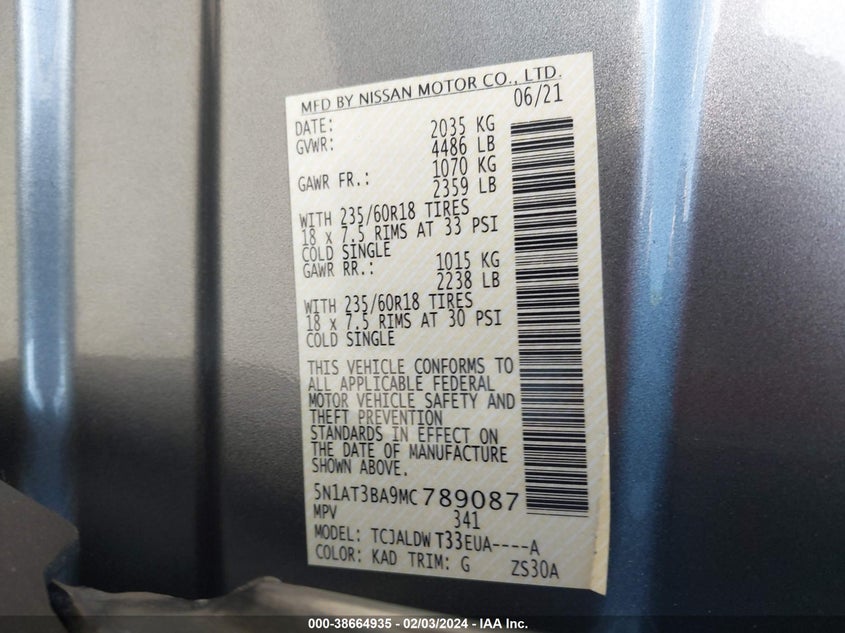 MFD BY NISSAN MOTOR CO., LTD.
DATE: 06/21
GVWR: 2035 KG
4486 LB
GAWR FR.: 1070 KG
2359 LB
WITH 235/60R18 TIRES
18 x 7.5 RIMS AT 33 PSI
COLD SINGLE
GAWR RR.: 1015 KG
2238 LB
WITH 235/60R18 TIRES
18 x 7.5 RIMS AT 30 PSI
COLD SINGLE
THIS VEHICLE CONFORMS TO
ALL APPLICABLE FEDERAL
MOTOR VEHICLE SAFETY AND
THEFT PREVENTION
STANDARDS IN EFFECT ON
THE DATE OF MANUFACTURE
SHOWN ABOVE.
5N1AT3BA9MC789087
MPV 341
MODEL: TCJALDW T33EUA----A
COLOR: KAD TRIM: G ZS30A
000-38664935 - 02/03/2024 - IAA Inc.